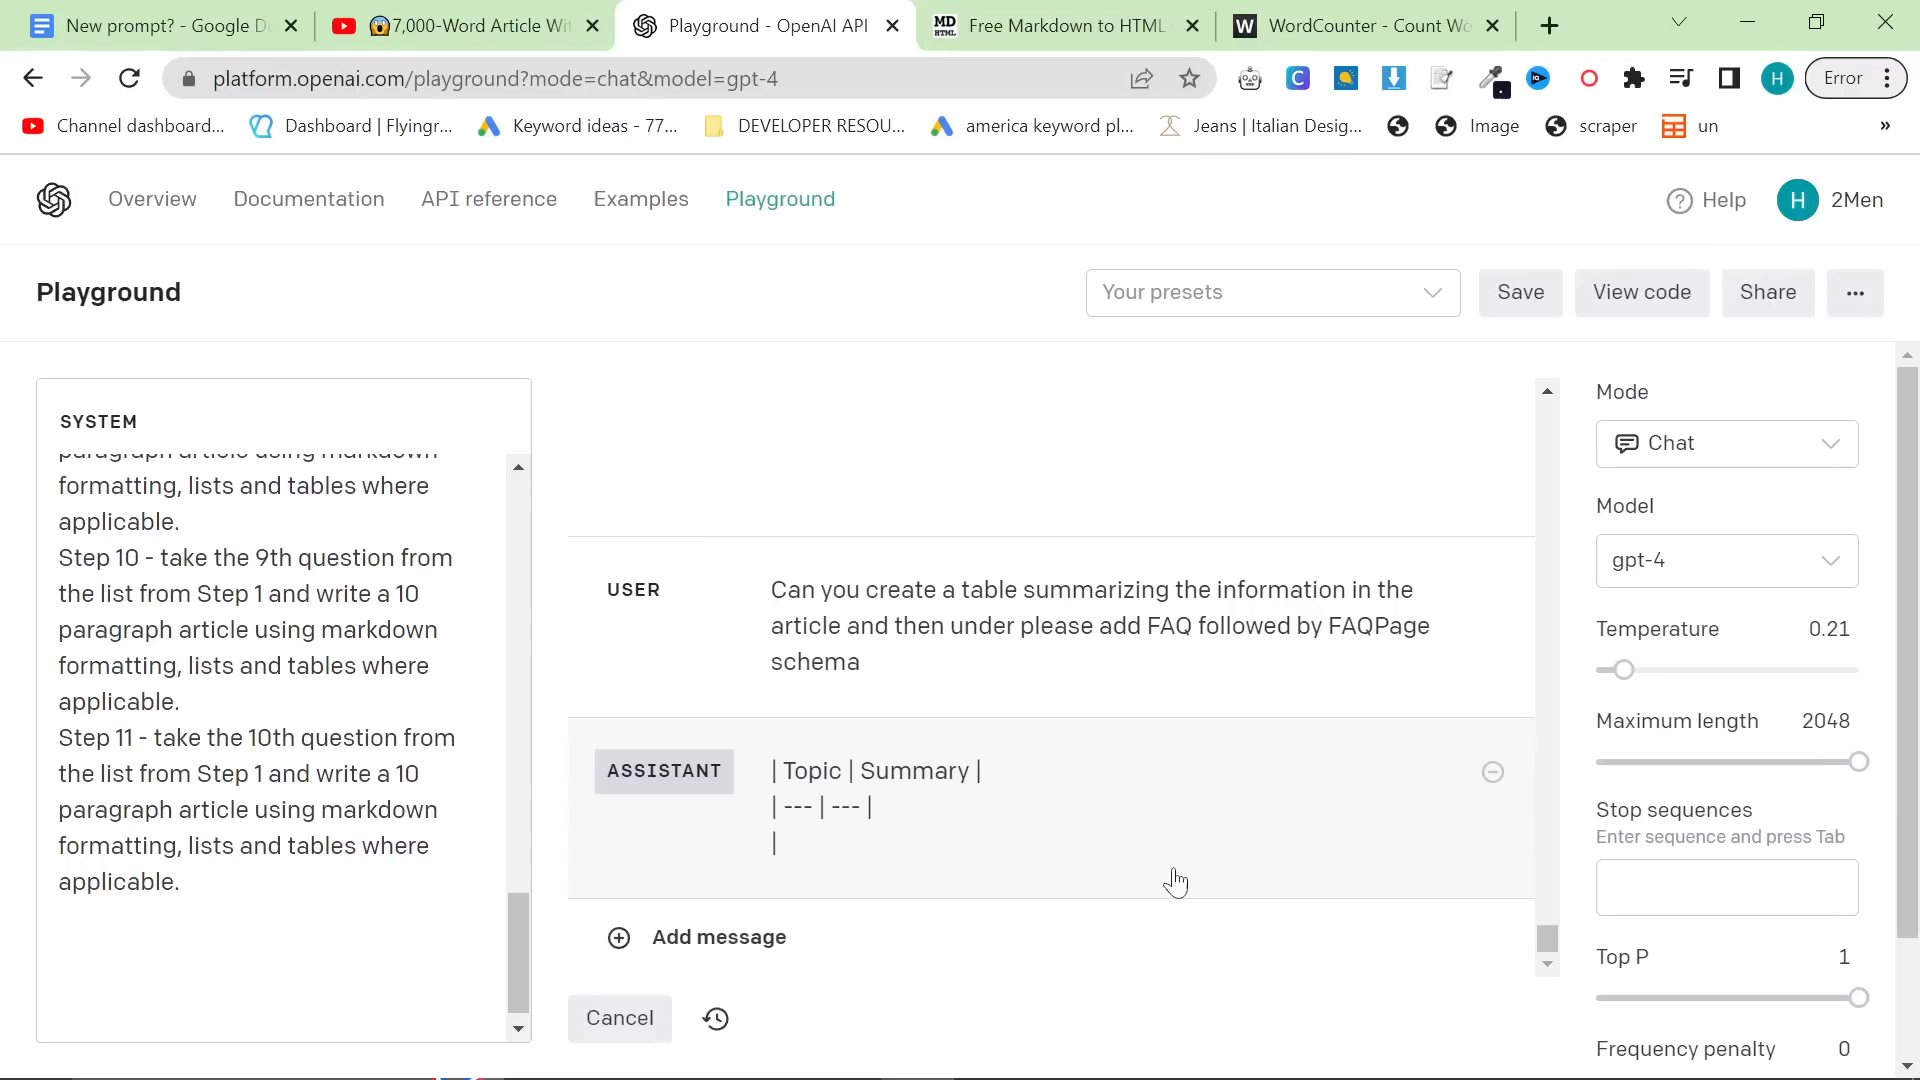 New prompt? - Google D
7,000-Word Article Wit
Playground - OpenAI API
MD HTML Free Markdown to HTML
W WordCounter - Count Wo
platform.openai.com/playground?mode=chat&model=gpt-4
C
H
Error
Channel dashboard...
Dashboard | Flyingr...
Keyword ideas - 77...
DEVELOPER RESOU...
america keyword pl...
Jeans | Italian Desig...
Image
scraper
un
»
Overview
Documentation
API reference
Examples
Playground
? Help
H 2Men
Playground
Your presets
Save
View code
Share
...
SYSTEM
paragraph article using markdown
formatting, lists and tables where
applicable.
Step 10 - take the 9th question from
the list from Step 1 and write a 10
paragraph article using markdown
formatting, lists and tables where
applicable.
Step 11 - take the 10th question from
the list from Step 1 and write a 10
paragraph article using markdown
formatting, lists and tables where
applicable.
USER
Can you create a table summarizing the information in the
article and then under please add FAQ followed by FAQPage
schema
ASSISTANT
| Topic | Summary |
| --- | --- |
|
Add message
Cancel
Mode
Chat
Model
gpt-4
Temperature 0.21
Maximum length 2048
Stop sequences
Enter sequence and press Tab
Top P 1
Frequency penalty 0